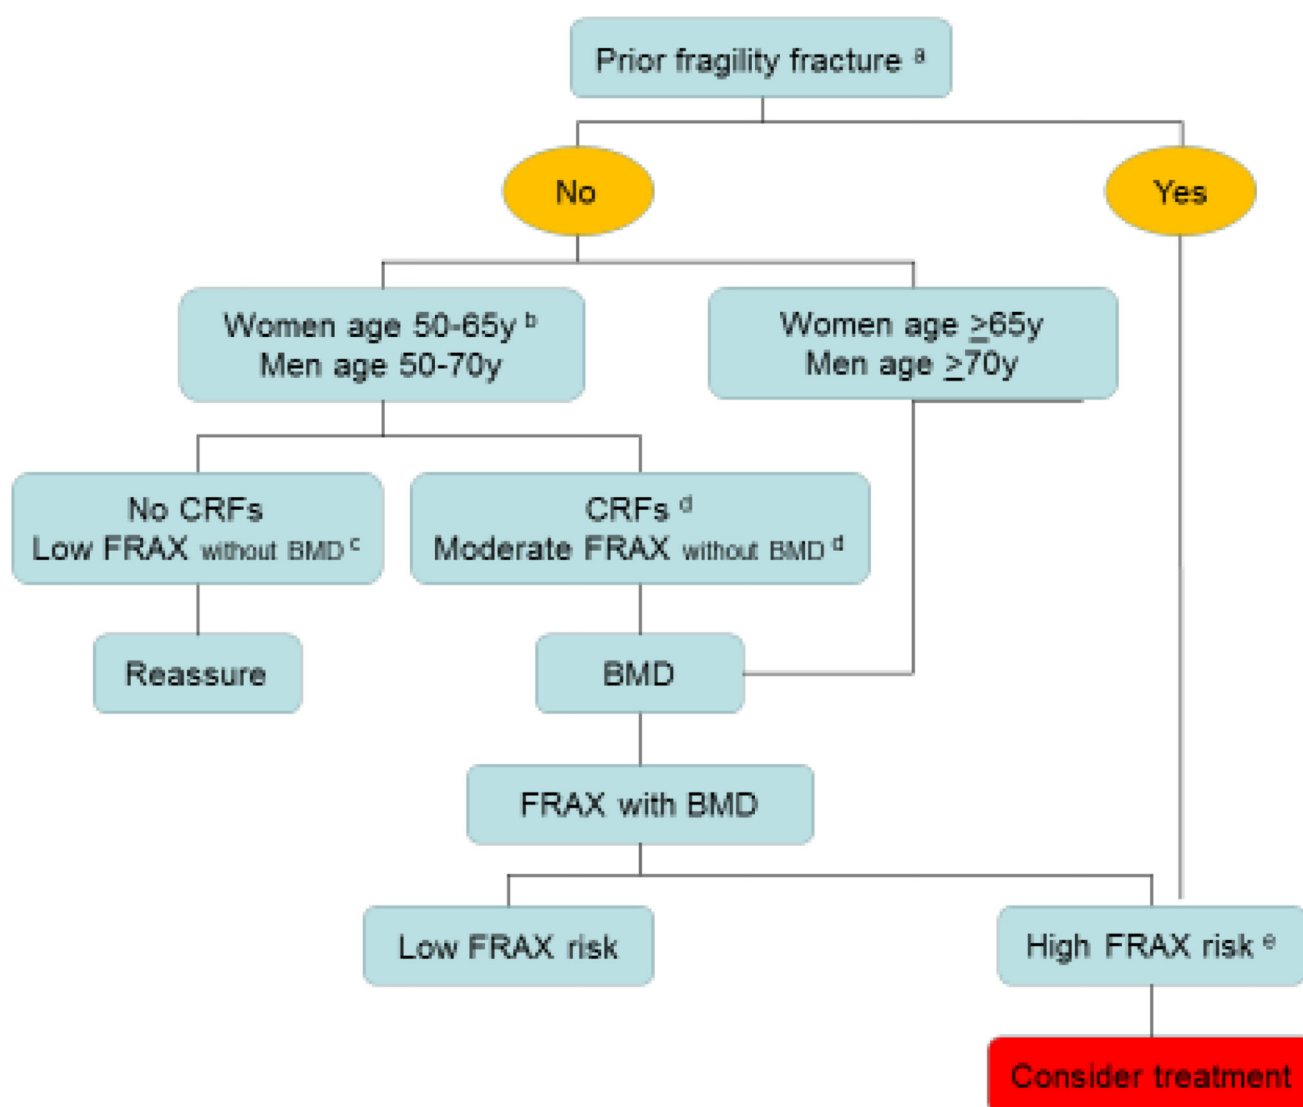 Prior fragility fracture a
No
Yes
Women age 50-65y b
Men age 50-70y
Women age ≥65y
Men age ≥70y
No CRFs
Low FRAX without BMD c
CRFs d
Moderate FRAX without BMD d
Reassure
BMD
FRAX with BMD
Low FRAX risk
High FRAX risk e
Consider treatment